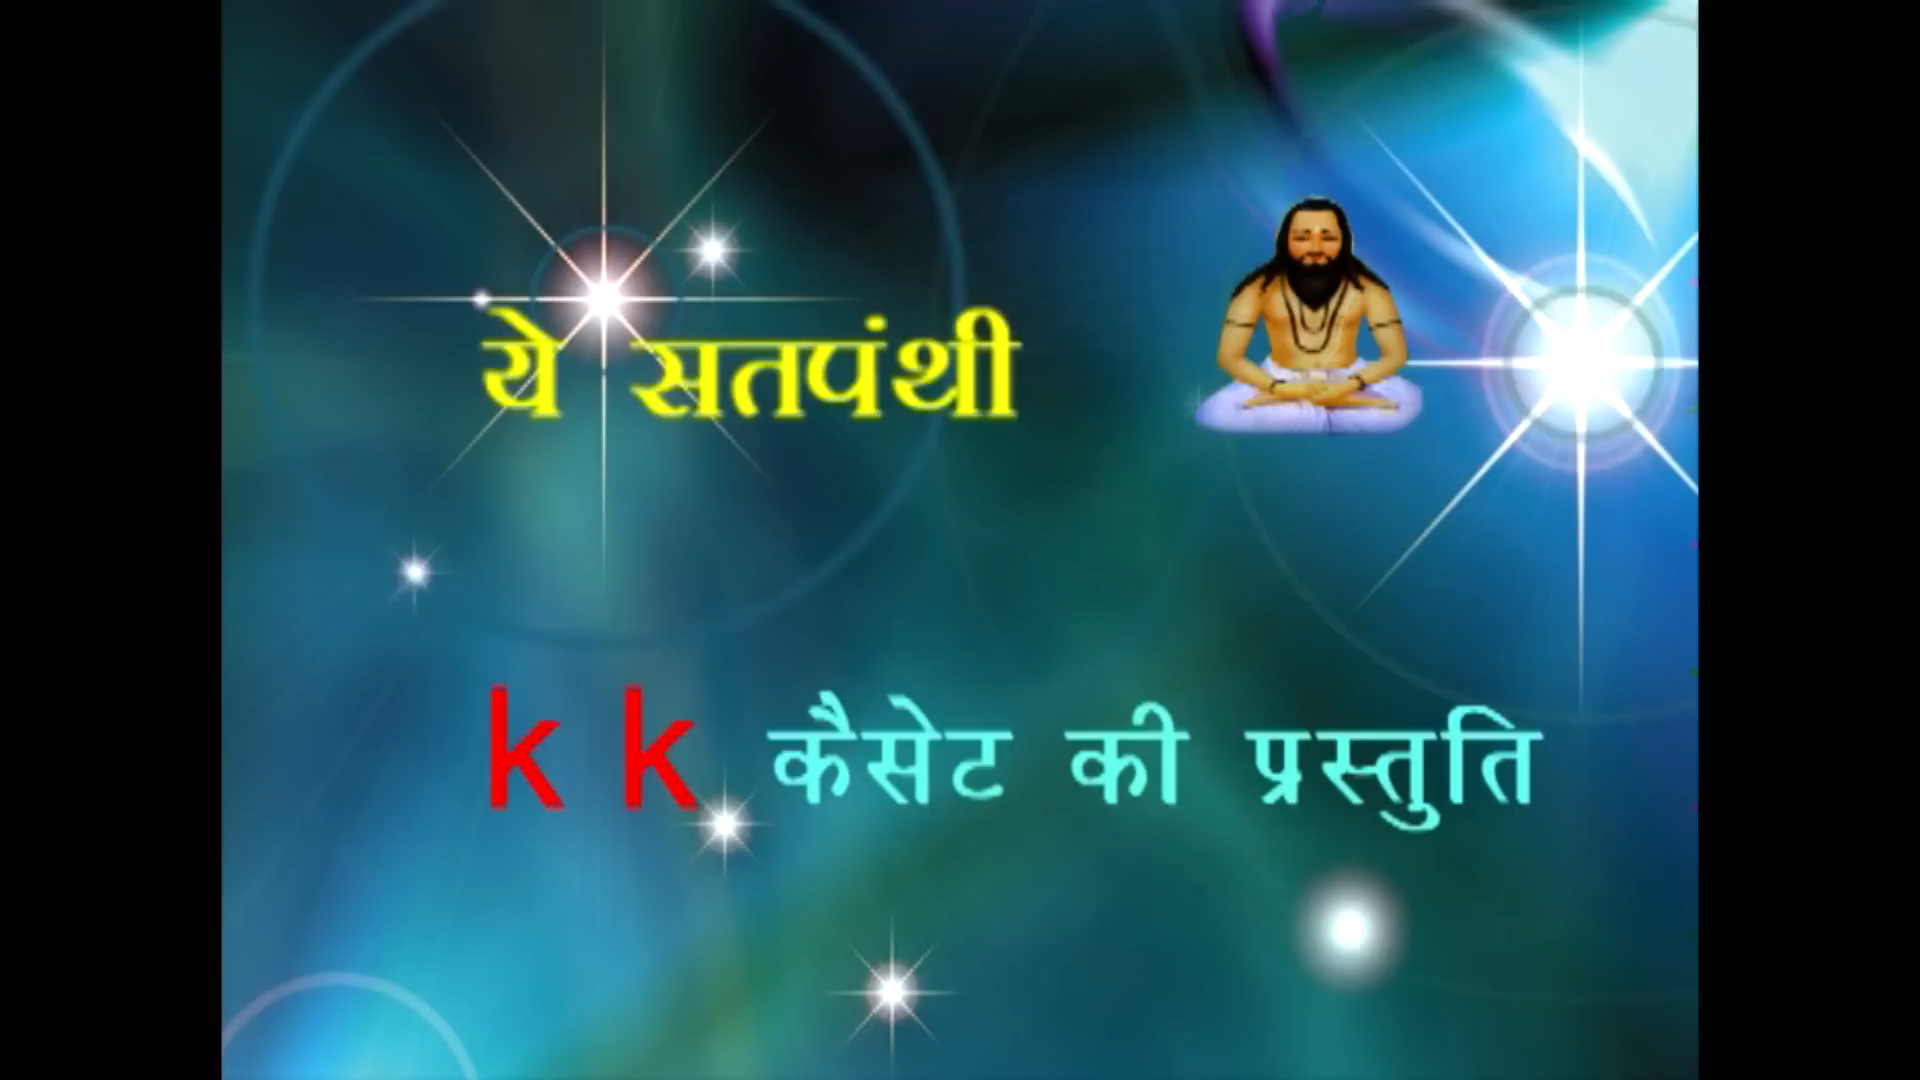 ये सतपंथी
k k कैसेट की प्रस्तुति